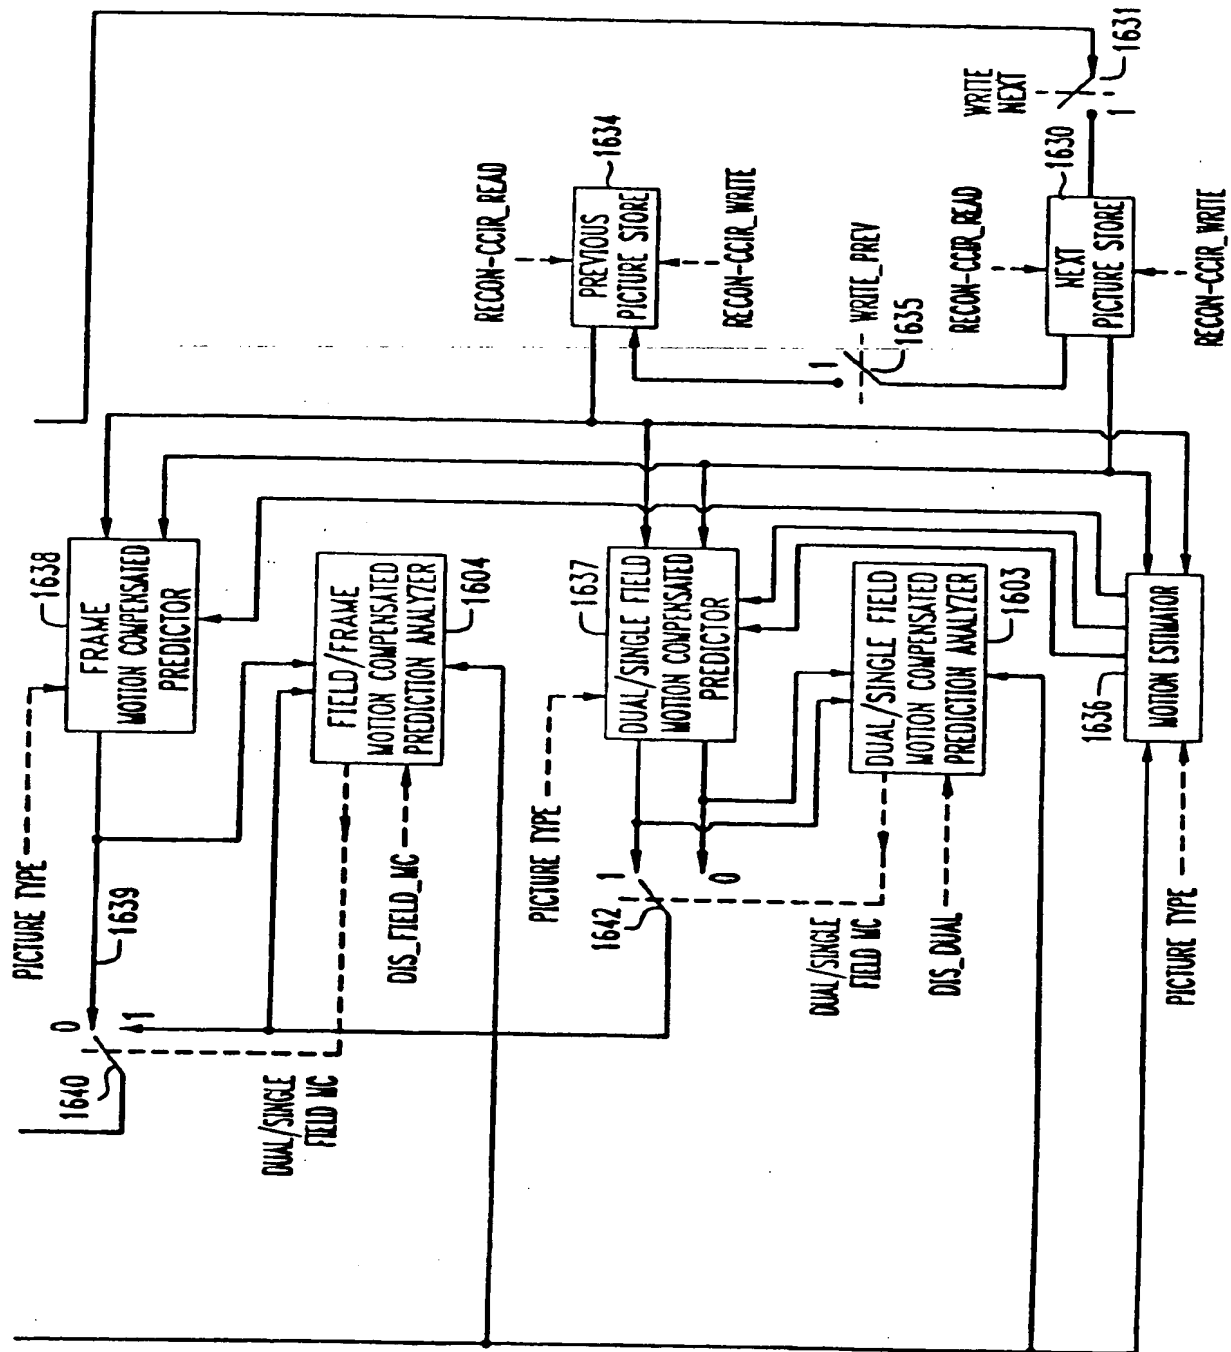 PICTURE TYPE
1638
FRAME
MOTION COMPENSATED
PREDICTOR
1639
0
1
1640
DUAL/SINGLE
FIELD MC
FIELD/FRAME
MOTION COMPENSATED
PREDICTION ANALYZER
1604
DIS_FIELD_MC
RECON-CCIR_READ
PREVIOUS
PICTURE STORE
1634
RECON-CCIR_WRITE
PICTURE TYPE
1637
DUAL/SINGLE FIELD
MOTION COMPENSATED
PREDICTOR
1
0
1642
DUAL/SINGLE
FIELD MC
DUAL/SINGLE FIELD
MOTION COMPENSATED
PREDICTION ANALYZER
1603
DIS_DUAL
1
WRITE_PREV
1635
RECON-CCIR_READ
NEXT
PICTURE STORE
1630
RECON-CCIR_WRITE
WRITE
NEXT
1
1631
1636
MOTION ESTIMATOR
PICTURE TYPE